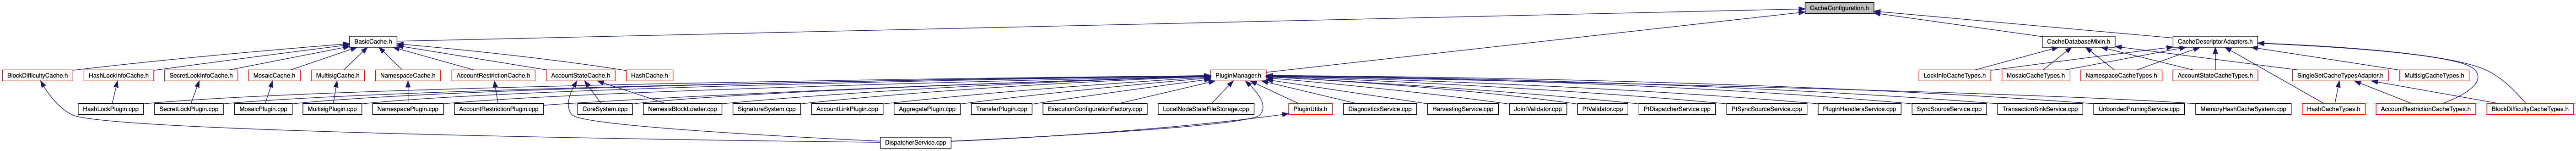 CacheConfiguration.h
BasicCache.h
CacheDatabaseMixin.h
CacheDescriptorAdapters.h
BlockDifficultyCache.h
HashLockInfoCache.h
SecretLockInfoCache.h
MosaicCache.h
MultisigCache.h
NamespaceCache.h
AccountRestrictionCache.h
AccountStateCache.h
HashCache.h
PluginManager.h
LockInfoCacheTypes.h
MosaicCacheTypes.h
NamespaceCacheTypes.h
AccountStateCacheTypes.h
SingleSetCacheTypesAdapter.h
MultisigCacheTypes.h
HashLockPlugin.cpp
SecretLockPlugin.cpp
MosaicPlugin.cpp
MultisigPlugin.cpp
NamespacePlugin.cpp
AccountRestrictionPlugin.cpp
CoreSystem.cpp
NemesisBlockLoader.cpp
SignatureSystem.cpp
AccountLinkPlugin.cpp
AggregatePlugin.cpp
TransferPlugin.cpp
ExecutionConfigurationFactory.cpp
LocalNodeStateFileStorage.cpp
PluginUtils.h
DiagnosticsService.cpp
HarvestingService.cpp
JointValidator.cpp
PtValidator.cpp
PtDispatcherService.cpp
PtSyncSourceService.cpp
PluginHandlersService.cpp
SyncSourceService.cpp
TransactionSinkService.cpp
UnbondedPruningService.cpp
MemoryHashCacheSystem.cpp
HashCacheTypes.h
AccountRestrictionCacheTypes.h
BlockDifficultyCacheTypes.h
DispatcherService.cpp